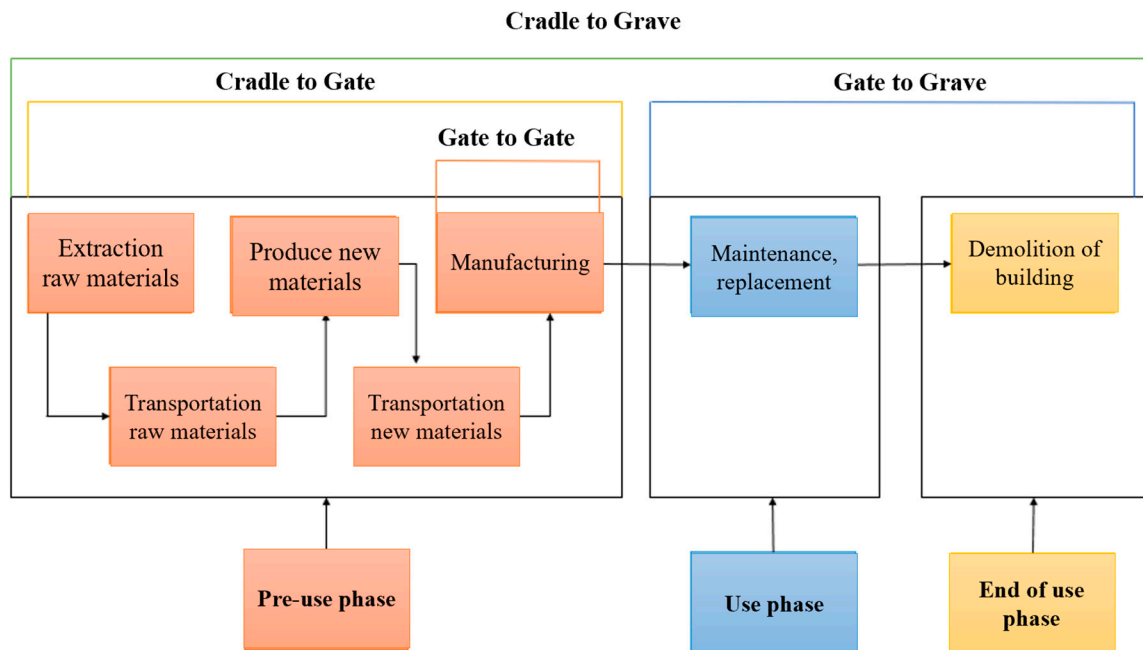 Cradle to Grave
Cradle to Gate
Gate to Grave
Gate to Gate
Extraction
raw materials
Produce new
materials
Manufacturing
Maintenance,
replacement
Demolition of
building
Transportation
raw materials
Transportation
new materials
Pre-use phase
Use phase
End of use
phase